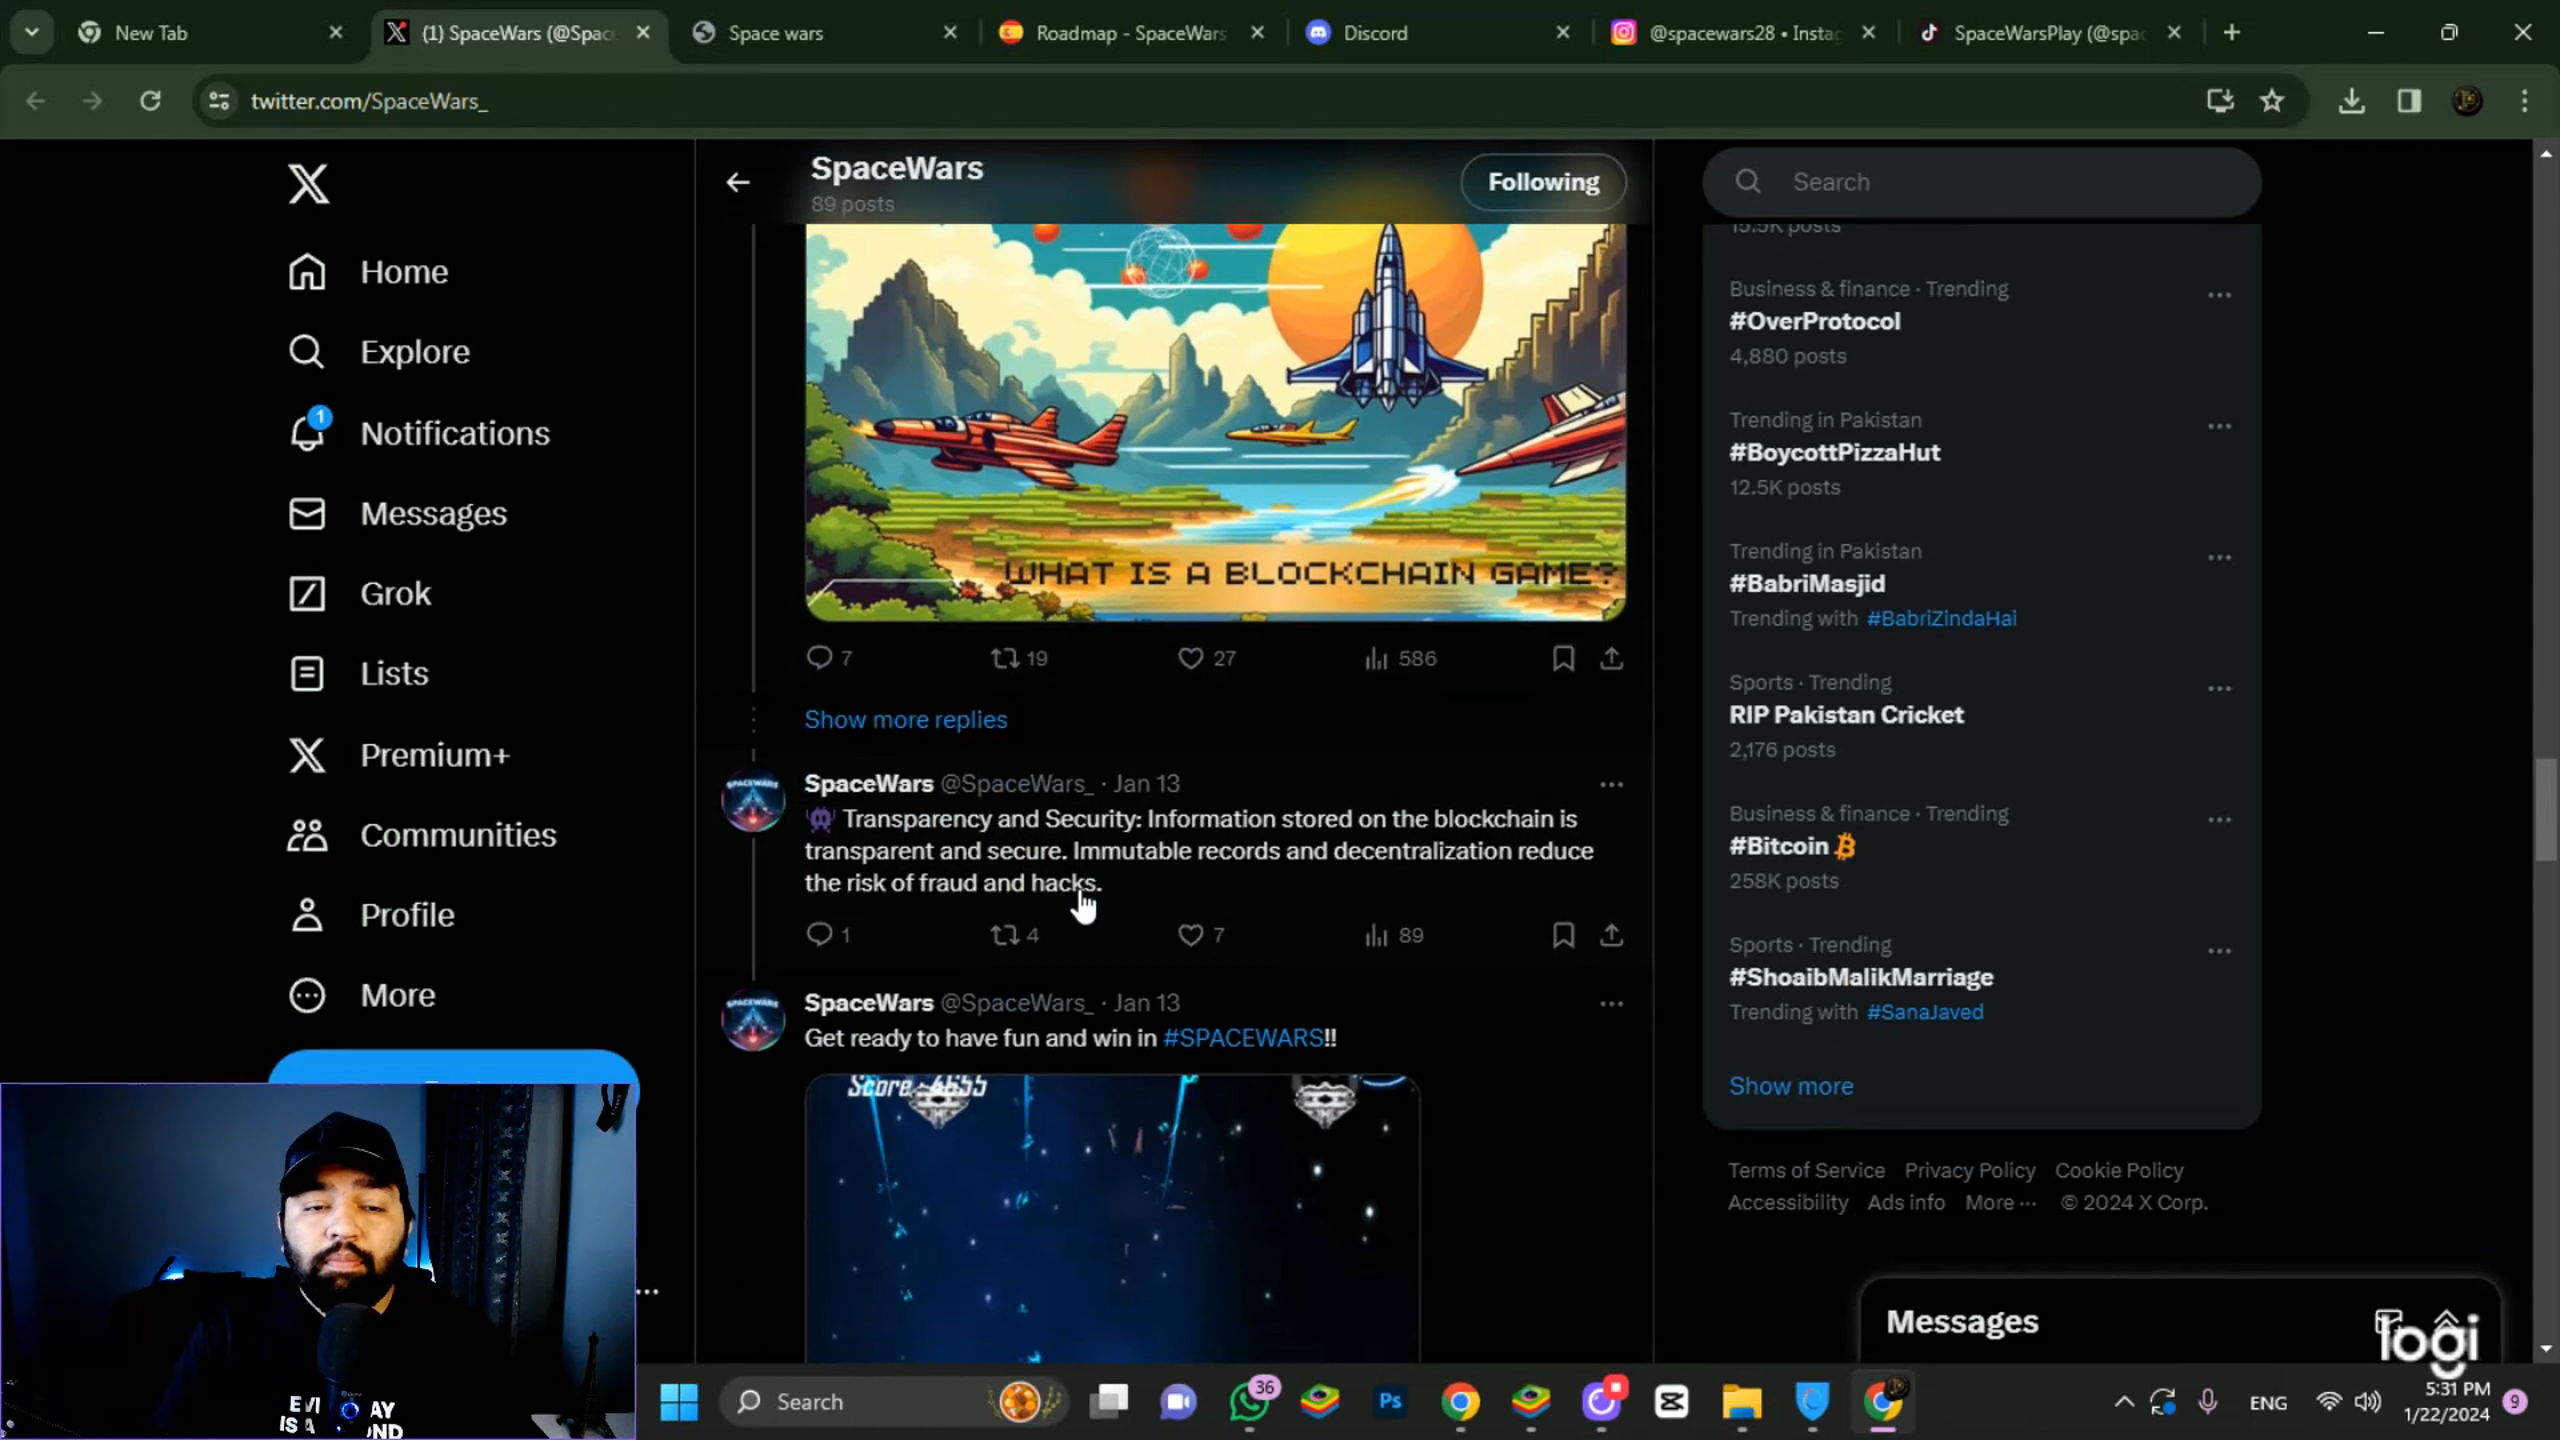 New Tab
(1) SpaceWars (@Spac
Space wars
Roadmap - SpaceWars
Discord
@spacewars28 • Insta
SpaceWarsPlay (@spac
twitter.com/SpaceWars_
SpaceWars
89 posts
Following
Search
Home
Explore
1
Notifications
Messages
Grok
Lists
Premium+
Communities
Profile
More
WHAT IS A BLOCKCHAIN GAME?
7
19
27
586
Show more replies
SpaceWars @SpaceWars_ · Jan 13
Transparency and Security: Information stored on the blockchain is
transparent and secure. Immutable records and decentralization reduce
the risk of fraud and hacks.
1
4
7
89
SpaceWars @SpaceWars_ · Jan 13
Get ready to have fun and win in #SPACEWARS!!
15.5K posts
Business & finance · Trending
#OverProtocol
4,880 posts
Trending in Pakistan
#BoycottPizzaHut
12.5K posts
Trending in Pakistan
#BabriMasjid
Trending with #BabriZindaHai
Sports · Trending
RIP Pakistan Cricket
2,176 posts
Business & finance · Trending
#Bitcoin
258K posts
Sports · Trending
#ShoaibMalikMarriage
Trending with #SanaJaved
Show more
Terms of Service Privacy Policy Cookie Policy
Accessibility Ads info More ··· © 2024 X Corp.
Messages
logi
Search
36
Ps
ENG
5:31 PM
1/22/2024
9